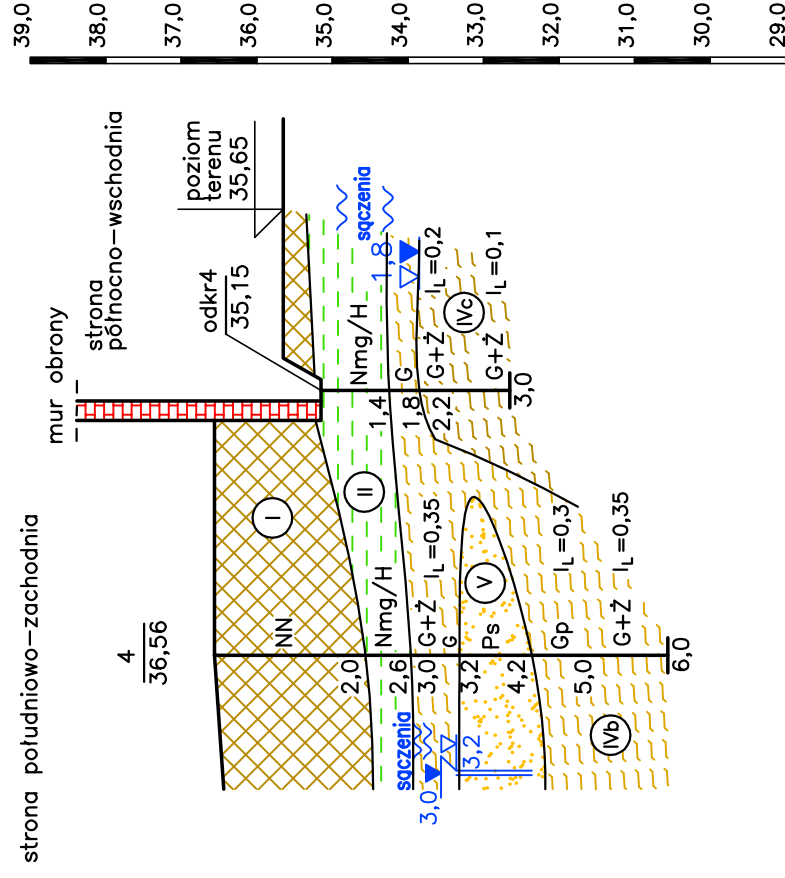 39,0
38,0
37,0
36,0
35,0
34,0
33,0
32,0
31,0
30,0
29,0
strona południowo-zachodnia
mur obrony
strona
północno-wschodnia
4
36,56
odkr4
35,15
poziom
terenu
35,65
I
NN
2,0
II
Nmg/H
2,6
sączenia
3,0
G+Ż
IL=0,35
3,0
G
3,2
3,2
V
Ps
4,2
Gp
IL=0,3
5,0
G+Ż
IL=0,35
IVb
6,0
Nmg/H
1,4
sączenia
1,8
G
1,8
G+Ż
IL=0,2
2,2
IVc
G+Ż
IL=0,1
3,0